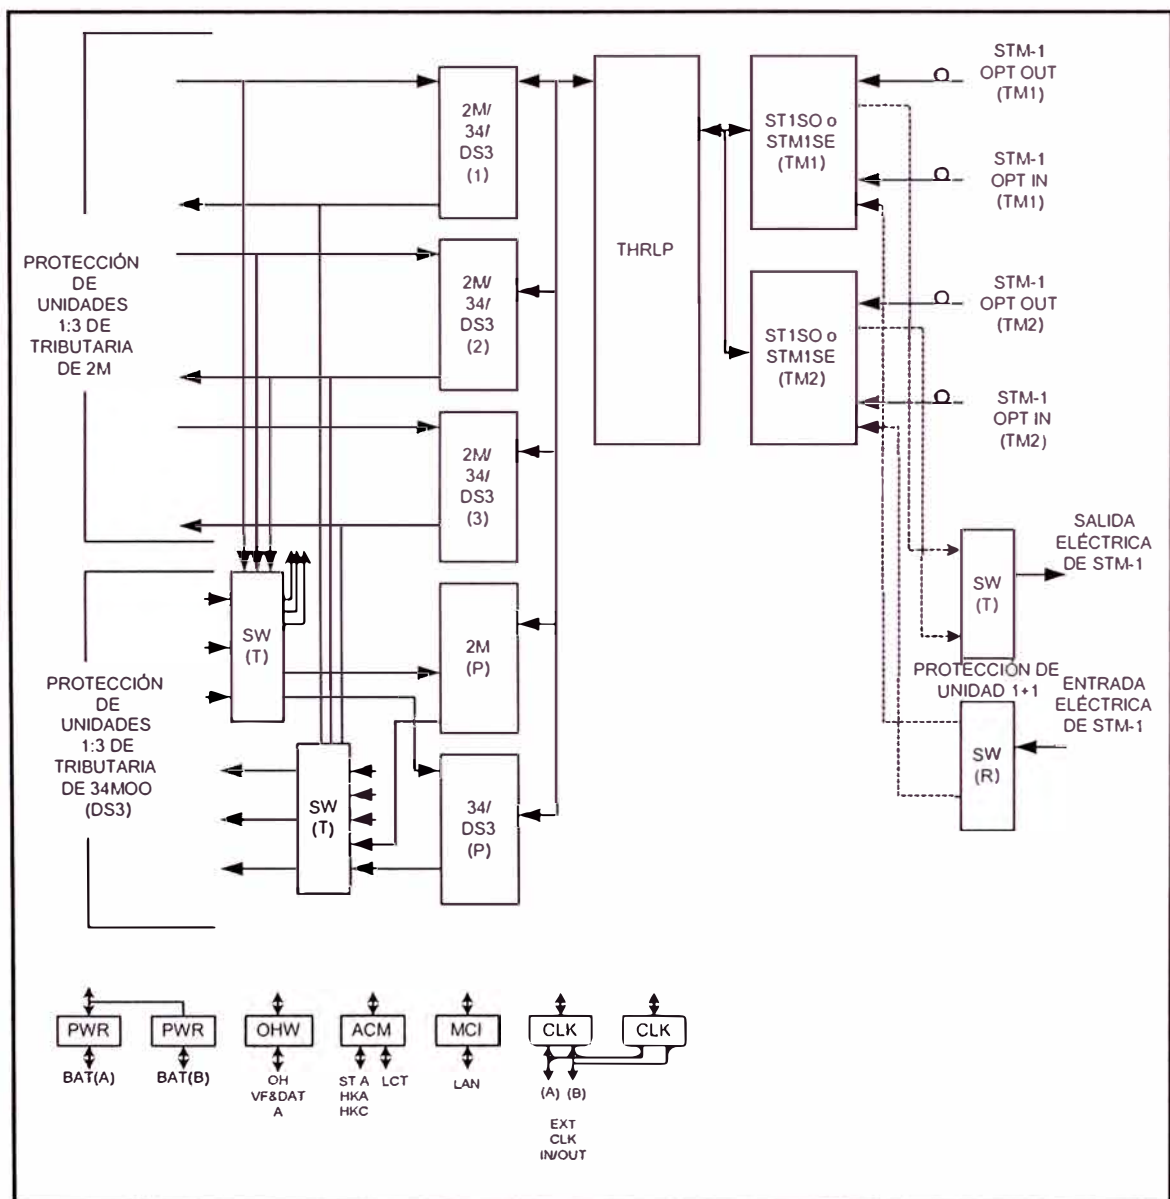 PROTECCIÓN
DE
UNIDADES
1:3 DE
TRIBUTARIA
DE 2M
PROTECCIÓN
DE
UNIDADES
1:3 DE
TRIBUTARIA
DE 34MOO
(DS3)
2M/
34/
DS3
(1)
2M/
34/
DS3
(2)
2M/
34/
DS3
(3)
SW
(T)
2M
(P)
SW
(T)
34/
DS3
(P)
THRLP
ST1SO o
STM1SE
(TM1)
ST1SO o
STM1SE
(TM2)
STM-1
OPT OUT
(TM1)
STM-1
OPT IN
(TM1)
STM-1
OPT OUT
(TM2)
STM-1
OPT IN
(TM2)
SW
(T)
SALIDA
ELÉCTRICA
DE STM-1
PROTECCIÓN DE
UNIDAD 1+1
ENTRADA
ELÉCTRICA
DE STM-1
SW
(R)
PWR
BAT(A)
PWR
BAT(B)
OHW
OH
VF&DAT
A
ACM
ST A
HKA
HKC
LCT
MCI
LAN
CLK
CLK
(A) (B)
EXT
CLK
IN/OUT